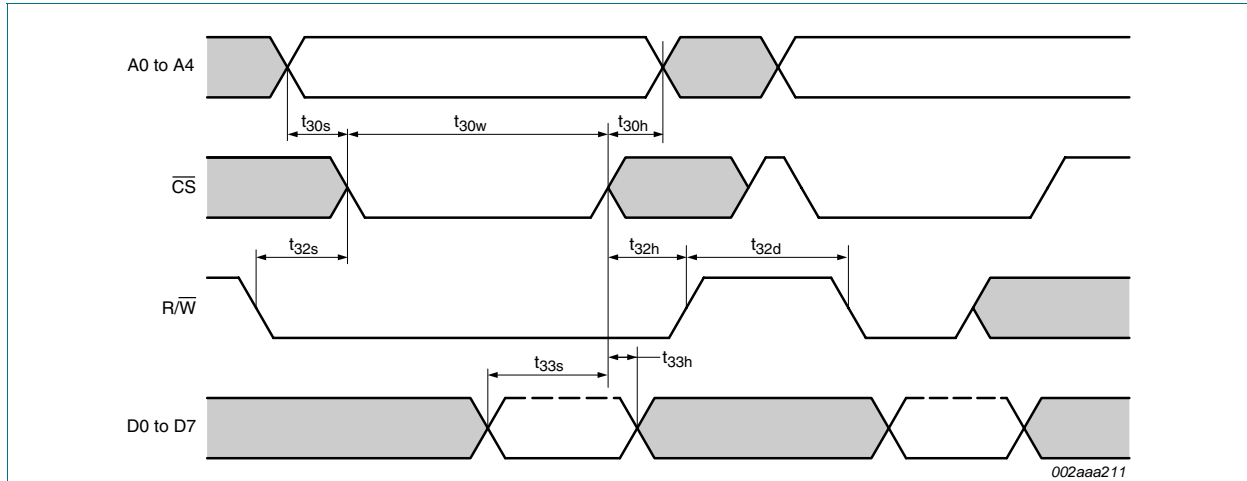 A0 to A4
t30s
t30w
t30h
CS
t32s
t32h
t32d
R/W
t33s
t33h
D0 to D7
002aaa211